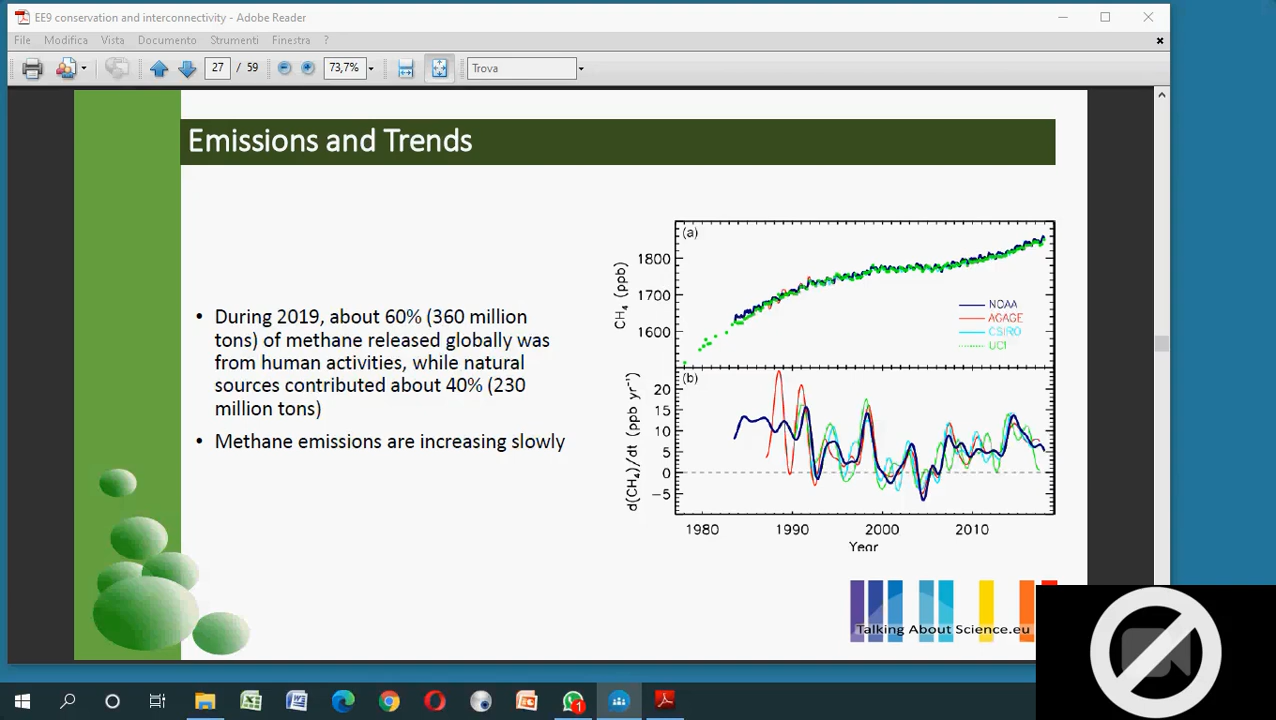 EE9 conservation and interconnectivity - Adobe Reader
File Modifica Vista Documento Strumenti Finestra ?
27 / 59 73,7% Trova
Emissions and Trends
• During 2019, about 60% (360 million
tons) of methane released globally was
from human activities, while natural
sources contributed about 40% (230
million tons)
• Methane emissions are increasing slowly
(a)
CH₄ (ppb)
1800
1700
1600
NOAA
AGAGE
CSIRO
UCI
(b)
d(CH₄)/dt (ppb yr⁻¹)
20
15
10
5
0
−5
1980 1990 2000 2010
Year
Talking About Science.eu
1